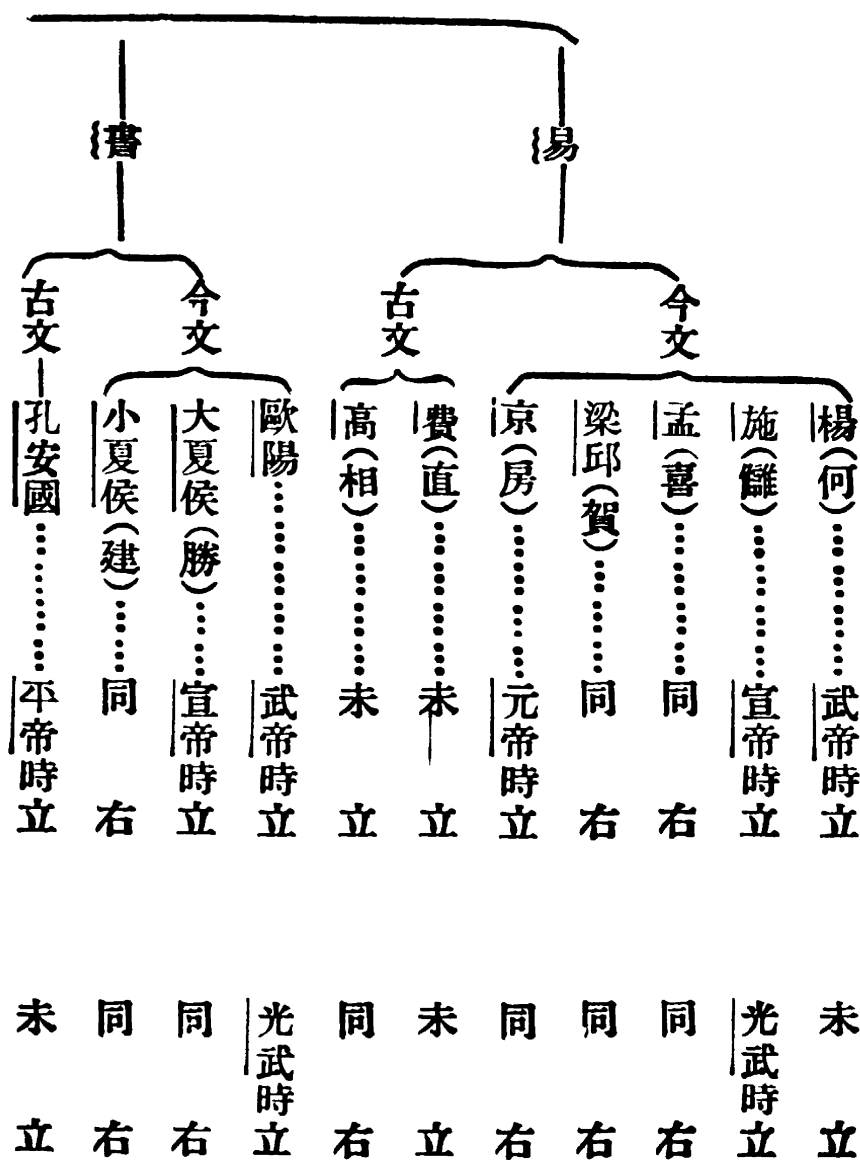 易
今文
楊(何)……武帝時立 未立
施(讎)……宣帝時立 光武時立
孟(喜)……同右 同右
梁邱(賀)……同右 同右
京(房)……元帝時立 同右
古文
費(直)……未立 未立
高(相)……未立 同右
書
今文
歐陽……武帝時立 光武時立
大夏侯(勝)……宣帝時立 同右
小夏侯(建)……同右 同右
古文
孔安國……平帝時立 未立